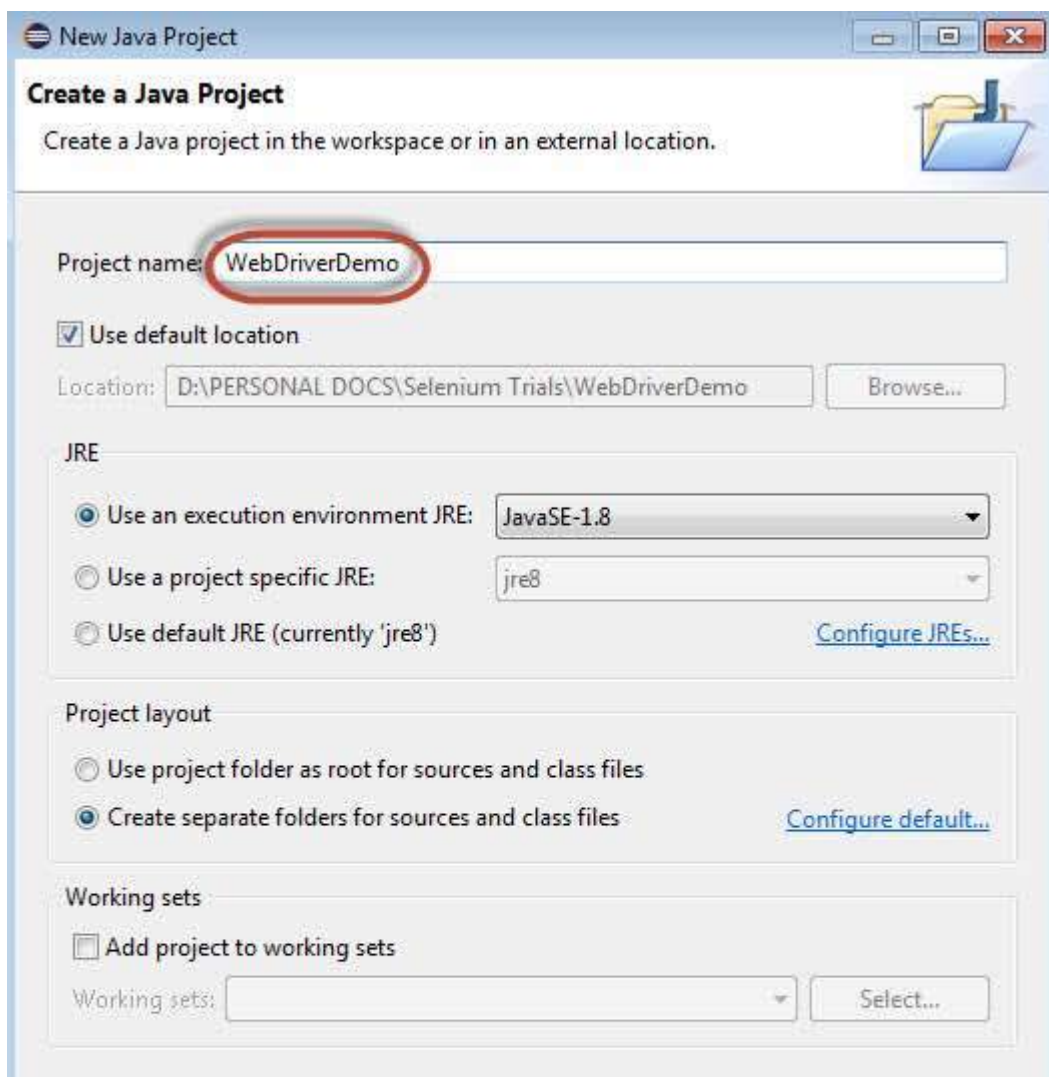 New Java Project
Create a Java Project
Create a Java project in the workspace or in an external location.
Project name: WebDriverDemo
Use default location
Location: D:\PERSONAL DOCS\Selenium Trials\WebDriverDemo Browse...
JRE
Use an execution environment JRE: JavaSE-1.8
Use a project specific JRE: jre8
Use default JRE (currently 'jre8') Configure JREs...
Project layout
Use project folder as root for sources and class files
Create separate folders for sources and class files Configure default...
Working sets
Add project to working sets
Working sets: Select...